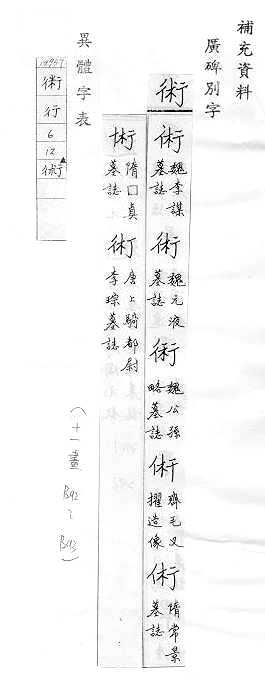 補充資料
廣碑別字
術
術 魏李謀墓誌
術 魏元液墓誌
術 魏公孫略墓誌
術 齊毛叉擢造像
術 隋常景墓誌
術 隋口真墓誌
術 唐上騎都尉李琮墓誌
(十一畫 B92~B93)
異體字表
術
行
6
12
術